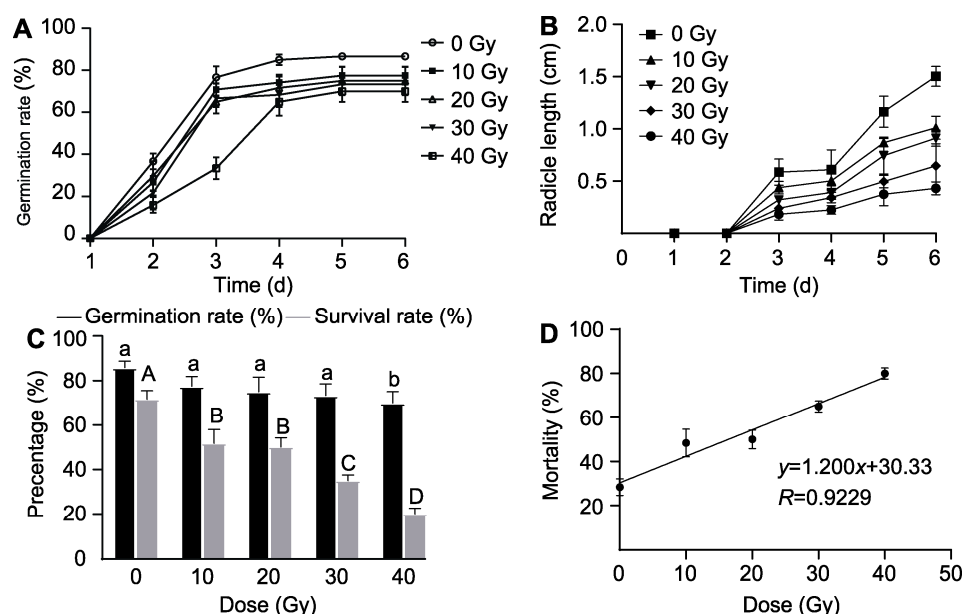 A
100
80
60
40
20
0
Germination rate (%)
1 2 3 4 5 6
Time (d)
0 Gy
10 Gy
20 Gy
30 Gy
40 Gy
B
2.0
1.5
1.0
0.5
Radicle length (cm)
0 1 2 3 4 5 6
Time (d)
0 Gy
10 Gy
20 Gy
30 Gy
40 Gy
Germination rate (%) Survival rate (%)
C
100
80
60
40
20
0
Precentage (%)
a A a B a B a C b D
0 10 20 30 40
Dose (Gy)
D
100
80
60
40
20
Mortality (%)
y=1.200x+30.33
R=0.9229
0 10 20 30 40 50
Dose (Gy)